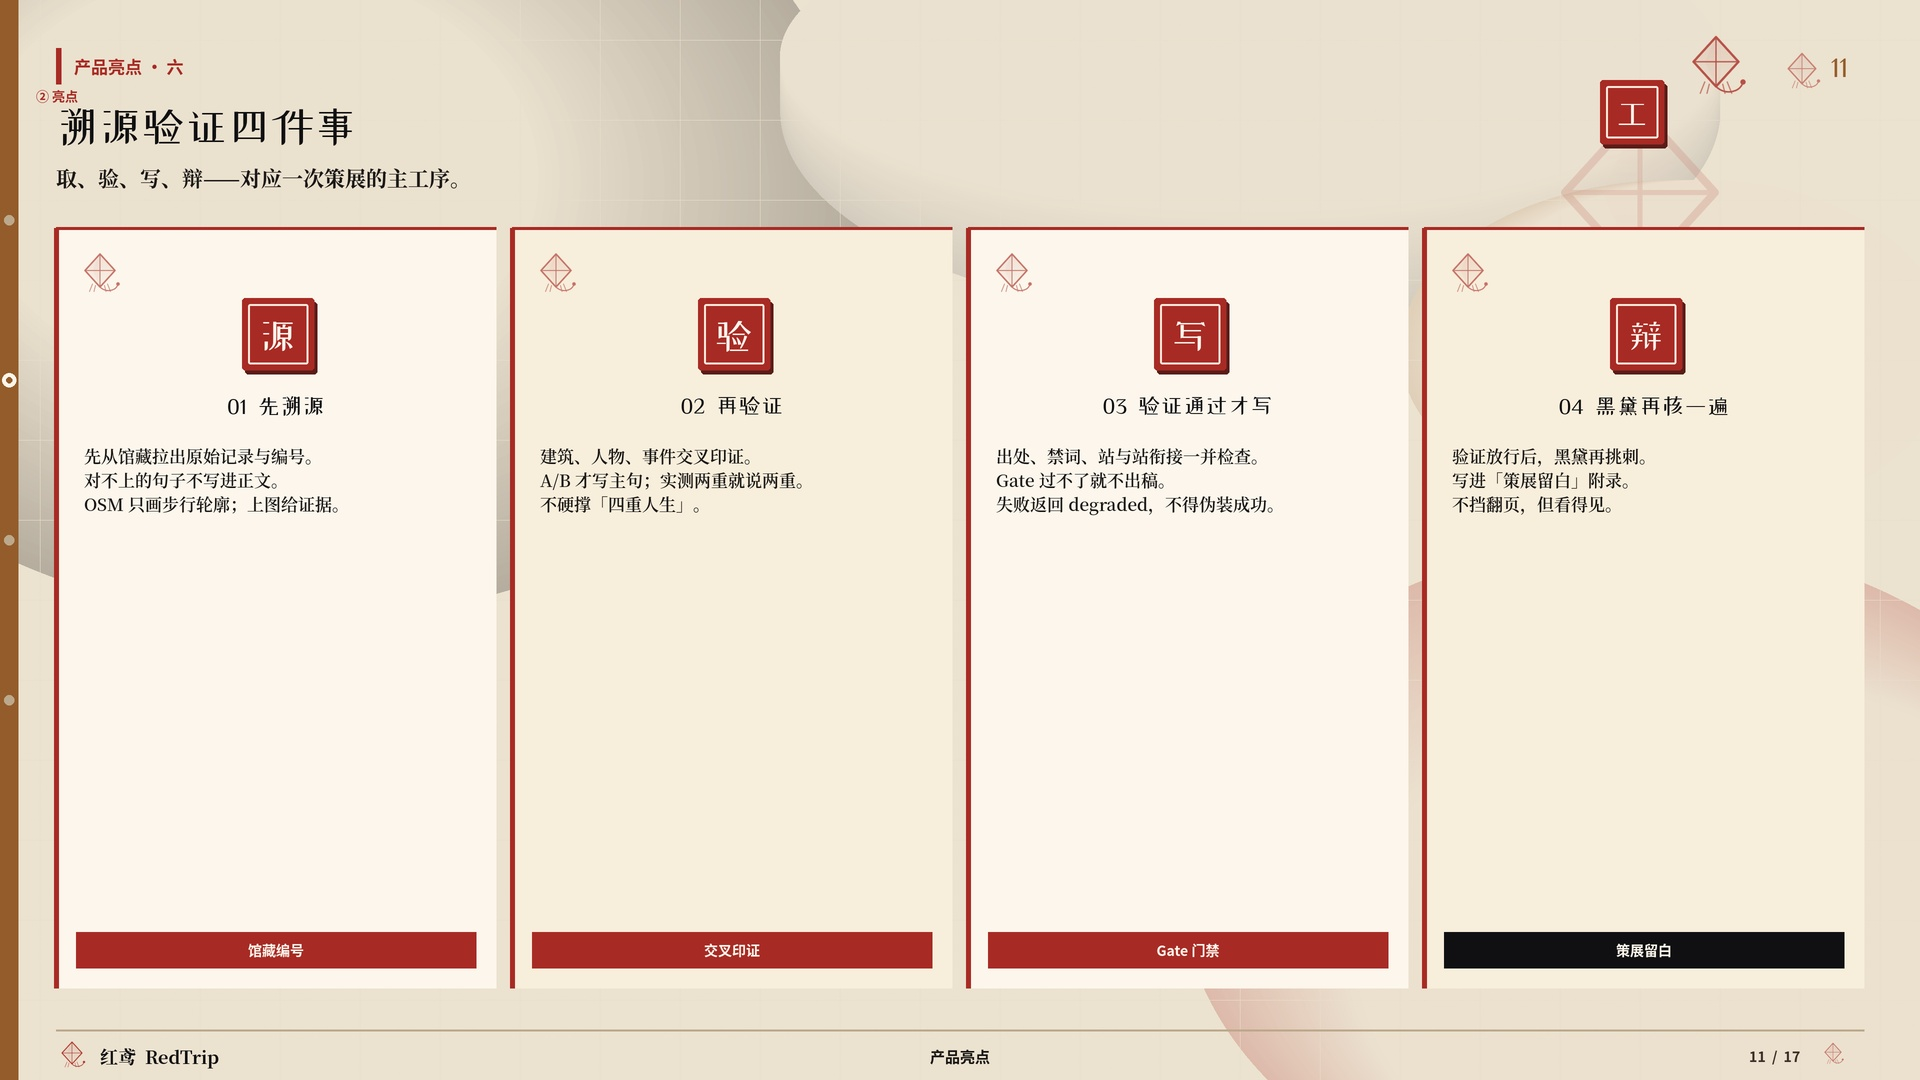 产品亮点 · 六
② 亮点
溯源验证四件事
取、验、写、辩——对应一次策展的主工序。
工
11
源
01 先溯源
先从馆藏拉出原始记录与编号。
对不上的句子不写进正文。
OSM 只画步行轮廓；上图给证据。
馆藏编号
验
02 再验证
建筑、人物、事件交叉印证。
A/B 才写主句；实测两重就说两重。
不硬撑「四重人生」。
交叉印证
写
03 验证通过才写
出处、禁词、站与站衔接一并检查。
Gate 过不了就不出稿。
失败返回 degraded，不得伪装成功。
Gate 门禁
辩
04 黑黛再核一遍
验证放行后，黑黛再挑刺。
写进「策展留白」附录。
不挡翻页，但看得见。
策展留白
红鸢 RedTrip
产品亮点
11 / 17